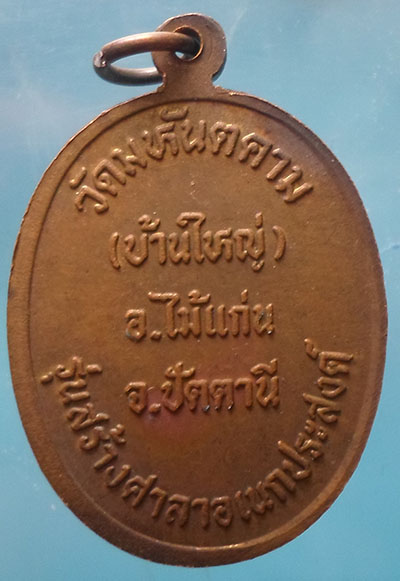 วัดมหันตคาม
(บ้านใหญ่)
อ.ไม้แก่น
จ.ปัตตานี
รุ่นสร้างศาลาอเนกประสงค์